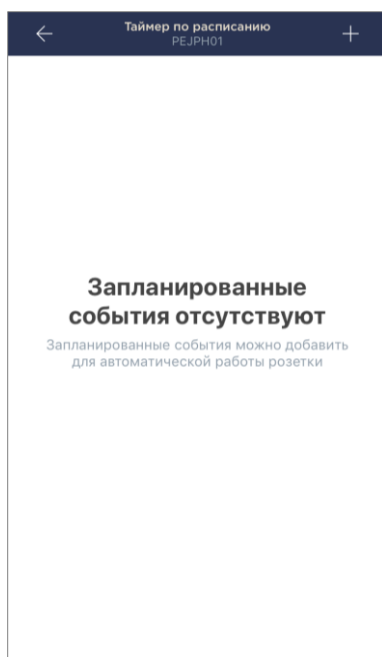 Таймер по расписанию
PEJPH01
Запланированные
события отсутствуют
Запланированные события можно добавить
для автоматической работы розетки